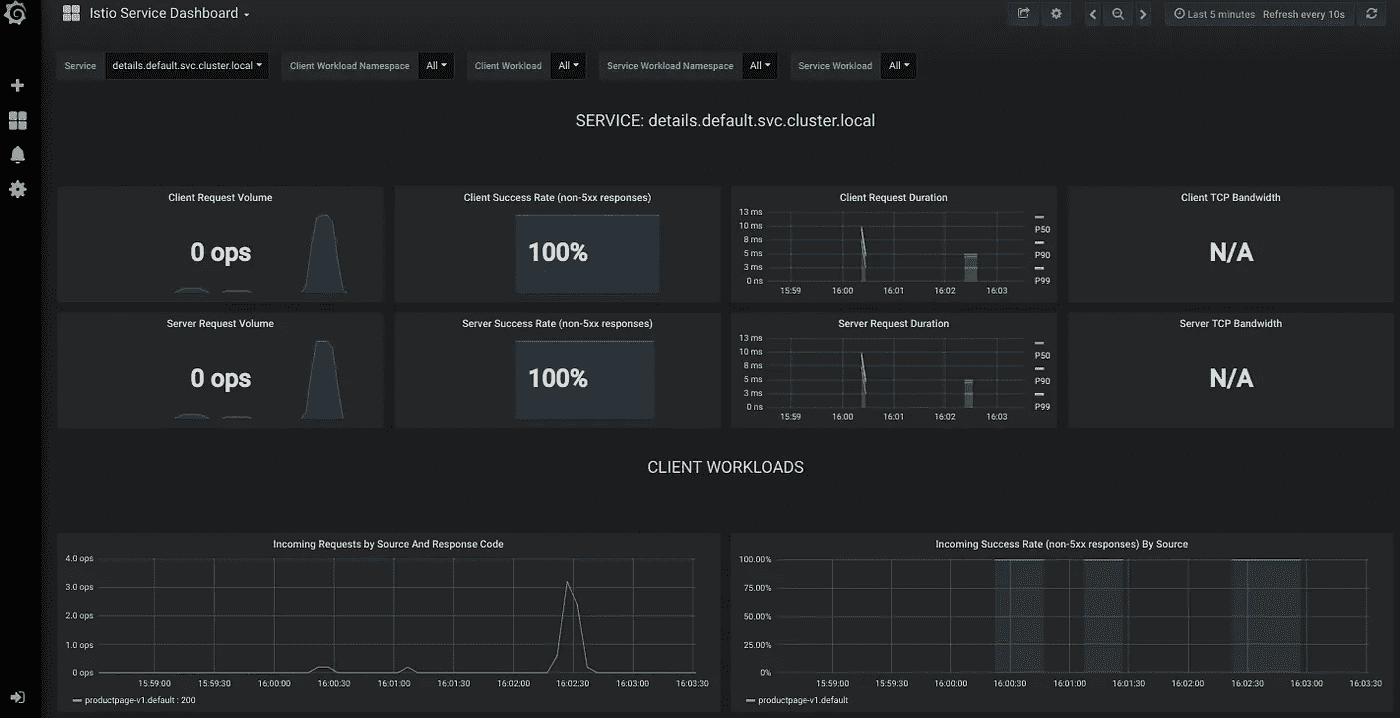 Istio Service Dashboard
Last 5 minutes Refresh every 10s
Service details.default.svc.cluster.local Client Workload Namespace All Client Workload All Service Workload Namespace All Service Workload All
SERVICE: details.default.svc.cluster.local
Client Request Volume
0 ops
Client Success Rate (non-5xx responses)
100%
Client Request Duration
13 ms
10 ms
8 ms
5 ms
3 ms
0 ns
15:59 16:00 16:01 16:02 16:03
P50
P90
P99
Client TCP Bandwidth
N/A
Server Request Volume
0 ops
Server Success Rate (non-5xx responses)
100%
Server Request Duration
13 ms
10 ms
8 ms
5 ms
3 ms
0 ns
15:59 16:00 16:01 16:02 16:03
P50
P90
P99
Server TCP Bandwidth
N/A
CLIENT WORKLOADS
Incoming Requests by Source And Response Code
4.0 ops
3.0 ops
2.0 ops
1.0 ops
0 ops
15:59:00 15:59:30 16:00:00 16:00:30 16:01:00 16:01:30 16:02:00 16:02:30 16:03:00 16:03:30
productpage-v1.default : 200
Incoming Success Rate (non-5xx responses) By Source
100.00%
75.00%
50.00%
25.00%
0%
15:59:00 15:59:30 16:00:00 16:00:30 16:01:00 16:01:30 16:02:00 16:02:30 16:03:00 16:03:30
productpage-v1.default